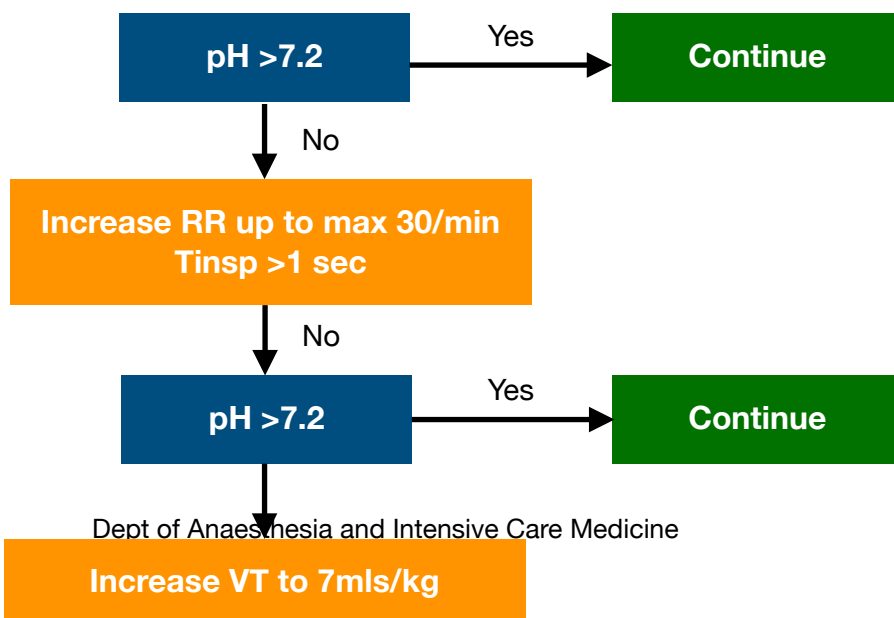 pH >7.2
Yes
Continue
No
Increase RR up to max 30/min
Tinsp >1 sec
No
pH >7.2
Yes
Continue
Dept of Anaesthesia and Intensive Care Medicine
Increase VT to 7mls/kg